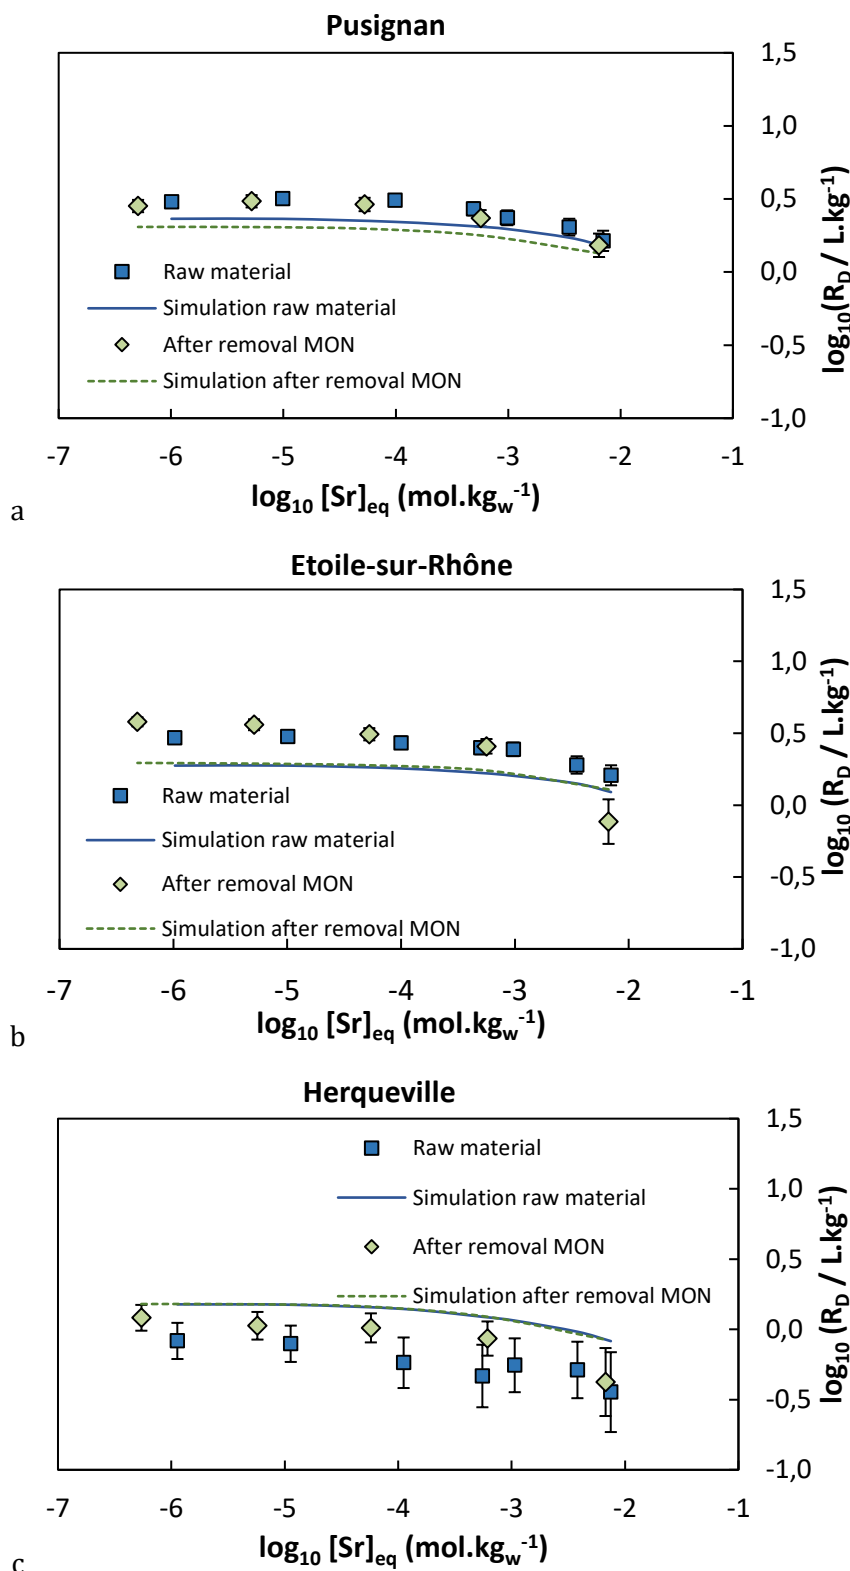 Pusignan
1,5
1,0
0,5
0,0
-0,5
-1,0
log10(RD / L.kg-1)
Raw material
Simulation raw material
After removal MON
Simulation after removal MON
-7 -6 -5 -4 -3 -2 -1
log10 [Sr]eq (mol.kgw-1)
a
Etoile-sur-Rhône
1,5
1,0
0,5
0,0
-0,5
-1,0
log10 (RD / L.kg-1)
Raw material
Simulation raw material
After removal MON
Simulation after removal MON
-7 -6 -5 -4 -3 -2 -1
log10 [Sr]eq (mol.kgw-1)
b
Herqueville
1,5
1,0
0,5
0,0
-0,5
-1,0
log10 (RD / L.kg-1)
Raw material
Simulation raw material
After removal MON
Simulation after removal MON
-7 -6 -5 -4 -3 -2 -1
log10 [Sr]eq (mol.kgw-1)
c